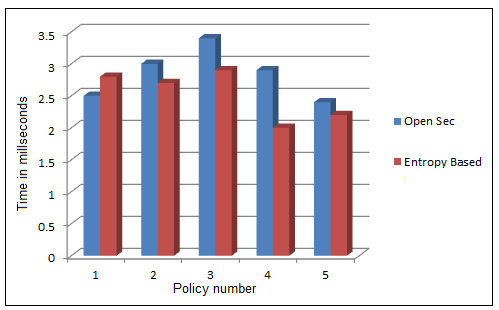 3.5
3
2.5
2
1.5
1
0.5
0
Time in millseconds
1 2 3 4 5
Policy number
Open Sec
Entropy Based